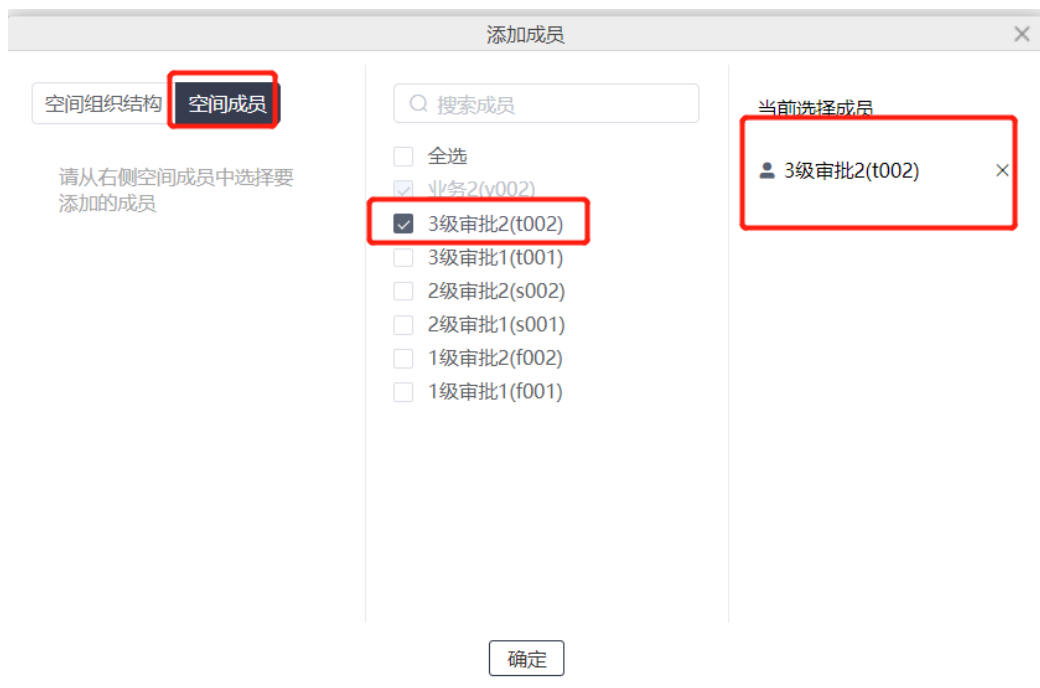 添加成员
空间组织结构
空间成员
请从右侧空间成员中选择要
添加的成员
搜索成员
全选
业务2(y002)
3级审批2(t002)
3级审批1(t001)
2级审批2(s002)
2级审批1(s001)
1级审批2(f002)
1级审批1(f001)
当前选择成员
3级审批2(t002)
确定